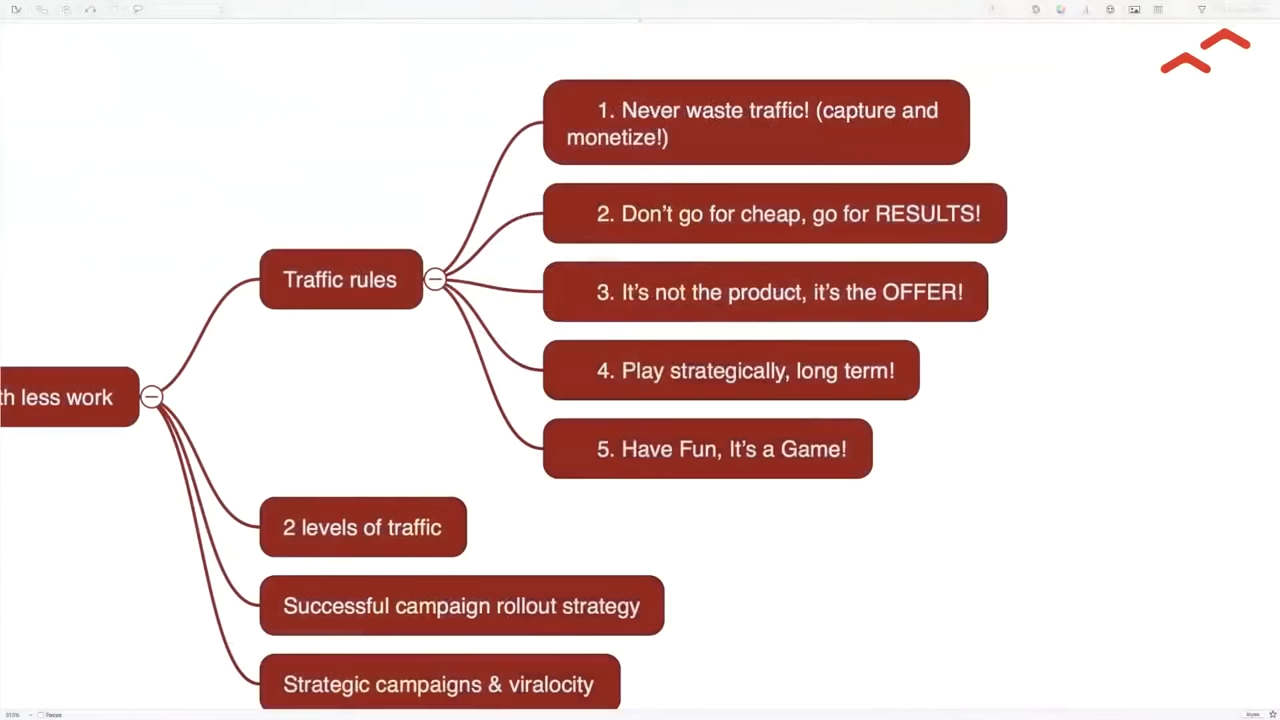 1. Never waste traffic! (capture and
monetize!)
2. Don’t go for cheap, go for RESULTS!
Traffic rules
3. It’s not the product, it’s the OFFER!
4. Play strategically, long term!
th less work
5. Have Fun, It’s a Game!
2 levels of traffic
Successful campaign rollout strategy
Strategic campaigns & viralocity
Focus